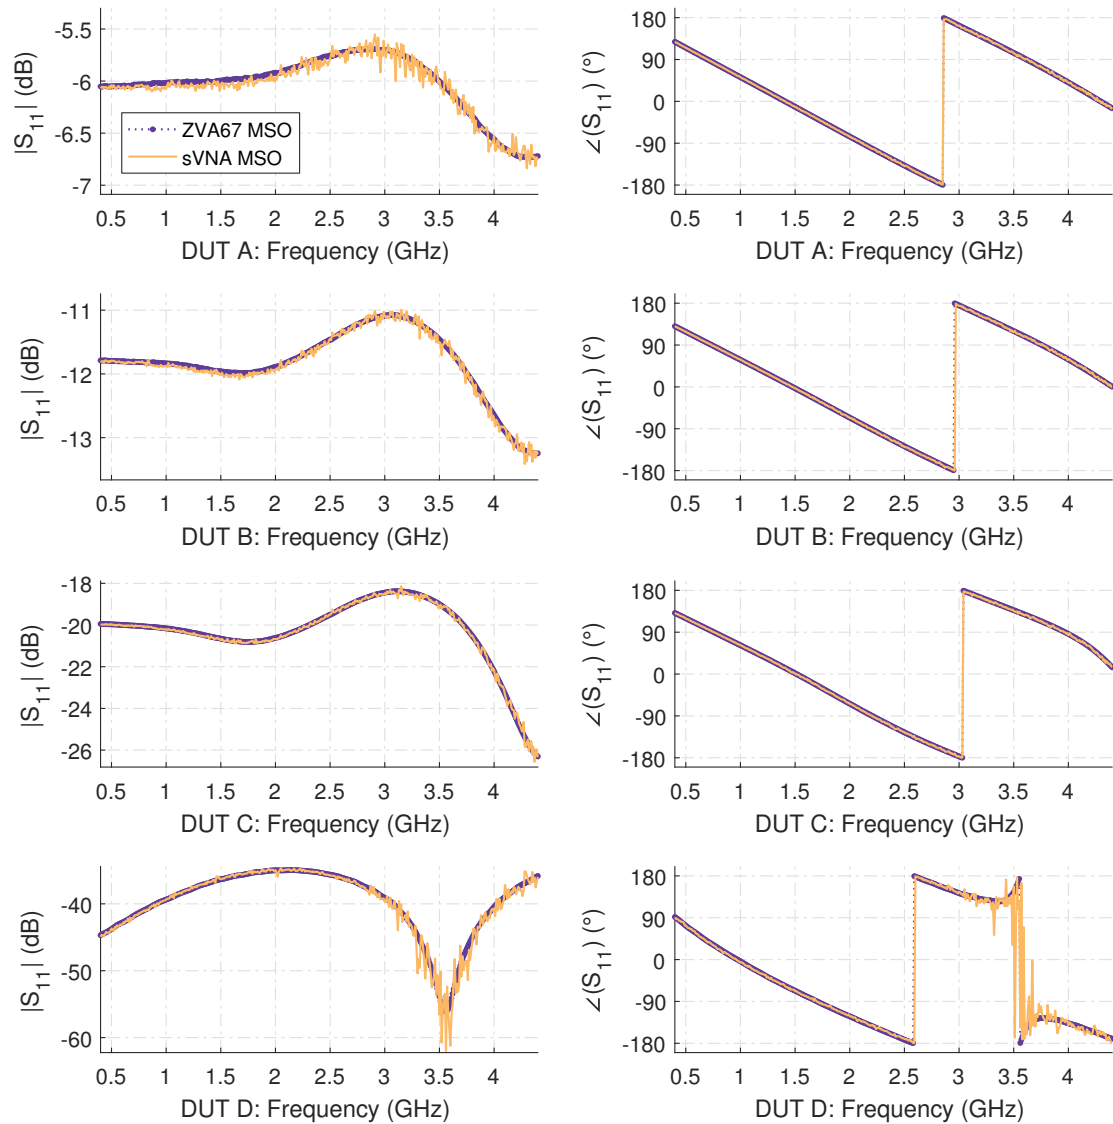 |S11| (dB)
-5.5
-6
-6.5
-7
ZVA67 MSO
sVNA MSO
0.5 1 1.5 2 2.5 3 3.5 4
DUT A: Frequency (GHz)
∠(S11) (°)
180
90
0
-90
-180
0.5 1 1.5 2 2.5 3 3.5 4
DUT A: Frequency (GHz)
|S11| (dB)
-11
-12
-13
0.5 1 1.5 2 2.5 3 3.5 4
DUT B: Frequency (GHz)
∠(S11) (°)
180
90
0
-90
-180
0.5 1 1.5 2 2.5 3 3.5 4
DUT B: Frequency (GHz)
|S11| (dB)
-18
-20
-22
-24
-26
0.5 1 1.5 2 2.5 3 3.5 4
DUT C: Frequency (GHz)
∠(S11) (°)
180
90
0
-90
-180
0.5 1 1.5 2 2.5 3 3.5 4
DUT C: Frequency (GHz)
|S11| (dB)
-40
-50
-60
0.5 1 1.5 2 2.5 3 3.5 4
DUT D: Frequency (GHz)
∠(S11) (°)
180
90
0
-90
-180
0.5 1 1.5 2 2.5 3 3.5 4
DUT D: Frequency (GHz)